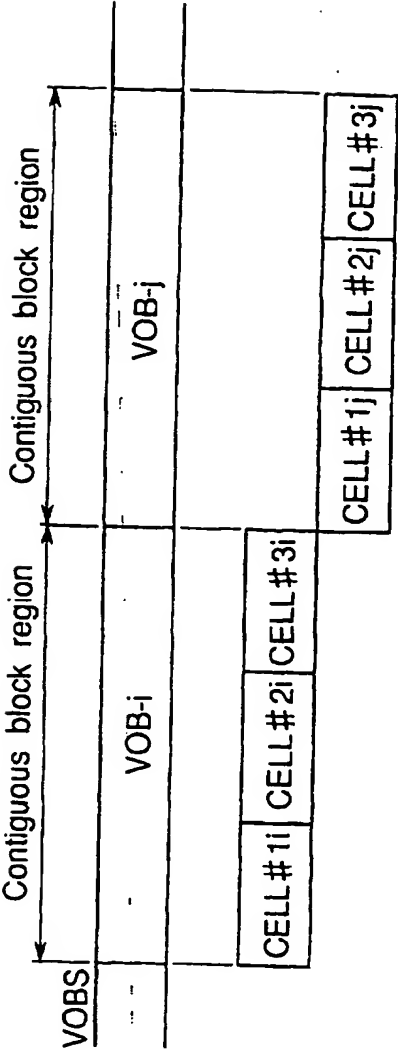 Contiguous block region
Contiguous block region
VOBS
VOB-i
VOB-j
CELL#1i
CELL#2i
CELL#3i
CELL#1j
CELL#2j
CELL#3j